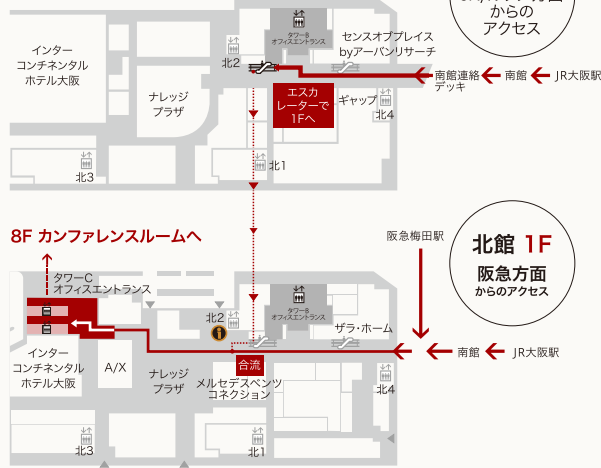 からの
アクセス
タワーB
オフィスエントランス
センスオブプレイス
byアーバンリサーチ
インター
コンチネンタル
ホテル大阪
北2
南館連絡
デッキ
南館
JR大阪駅
ナレッジ
プラザ
エスカ
レーターで
1Fへ
ギャップ
北4
北1
北3
8F カンファレンスルームへ
阪急梅田駅
北館 1F
阪急方面
からのアクセス
タワーC
オフィスエントランス
タワーB
オフィスエントランス
北2
ザラ・ホーム
インター
コンチネンタル
ホテル大阪
A/X
ナレッジ
プラザ
合流
メルセデスベンツ
コネクション
南館
JR大阪駅
北4
北3
北1